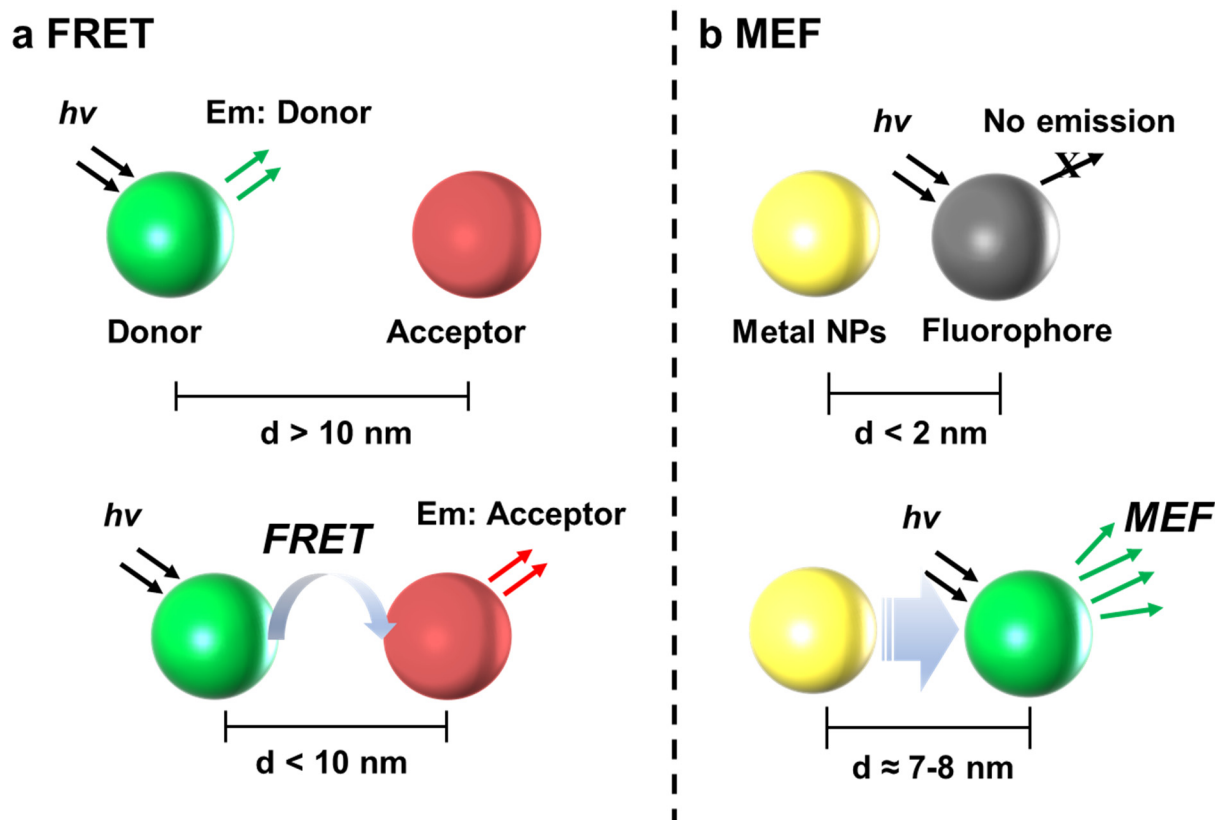 a FRET
hv
Em: Donor
Donor
Acceptor
d > 10 nm
hv
FRET
Em: Acceptor
d < 10 nm
b MEF
hv
No emission
X
Metal NPs
Fluorophore
d < 2 nm
hv
MEF
d ≈ 7-8 nm